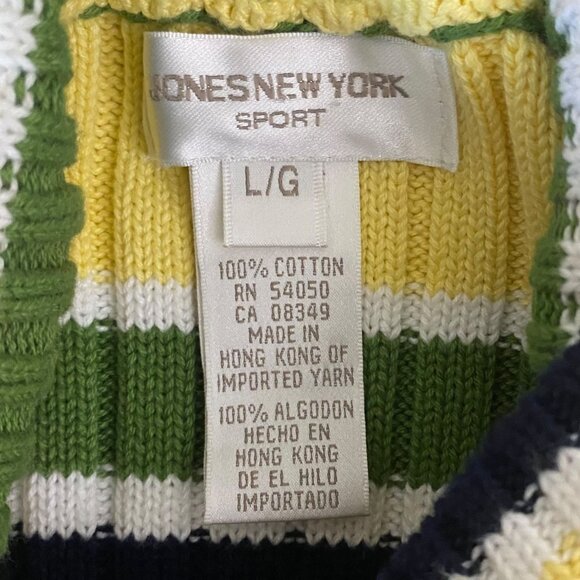 JONES NEW YORK
SPORT
L/G
100% COTTON
RN 54050
CA 08349
MADE IN
HONG KONG OF
IMPORTED YARN
100% ALGODON
HECHO EN
HONG KONG
DE EL HILO
IMPORTADO